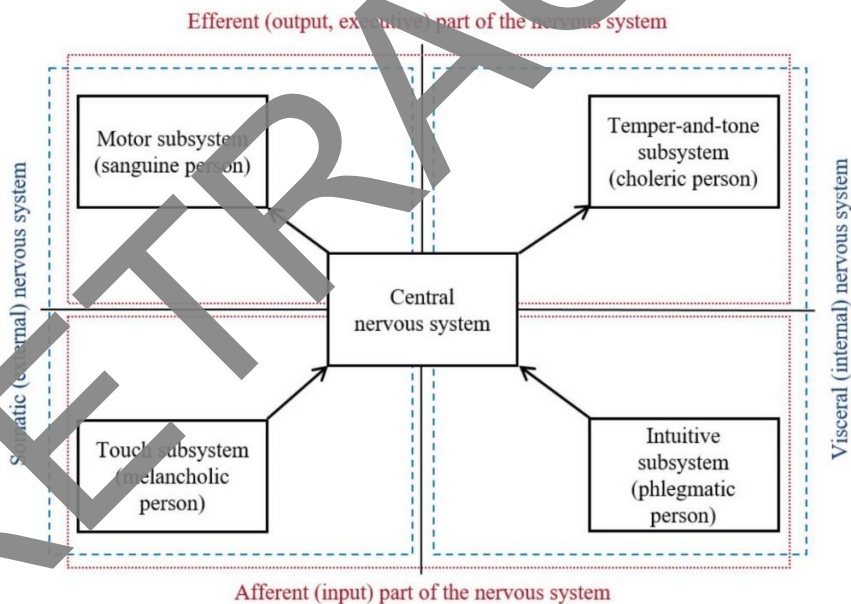 Efferent (output, executive) part of the nervous system
Motor subsystem
(sanguine person)
Temper-and-tone
subsystem
(choleric person)
Somatic (external) nervous system
Visceral (internal) nervous system
Central
nervous system
Touch subsystem
(melancholic
person)
Intuitive
subsystem
(phlegmatic
person)
Afferent (input) part of the nervous system
ETRAC